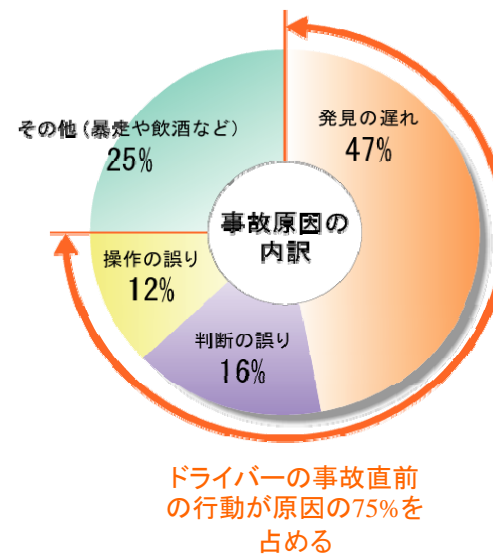 発見の遅れ
47%
その他（暴走や飲酒など）
25%
事故原因の
内訳
操作の誤り
12%
判断の誤り
16%
ドライバーの事故直前
の行動が原因の75%を
占める